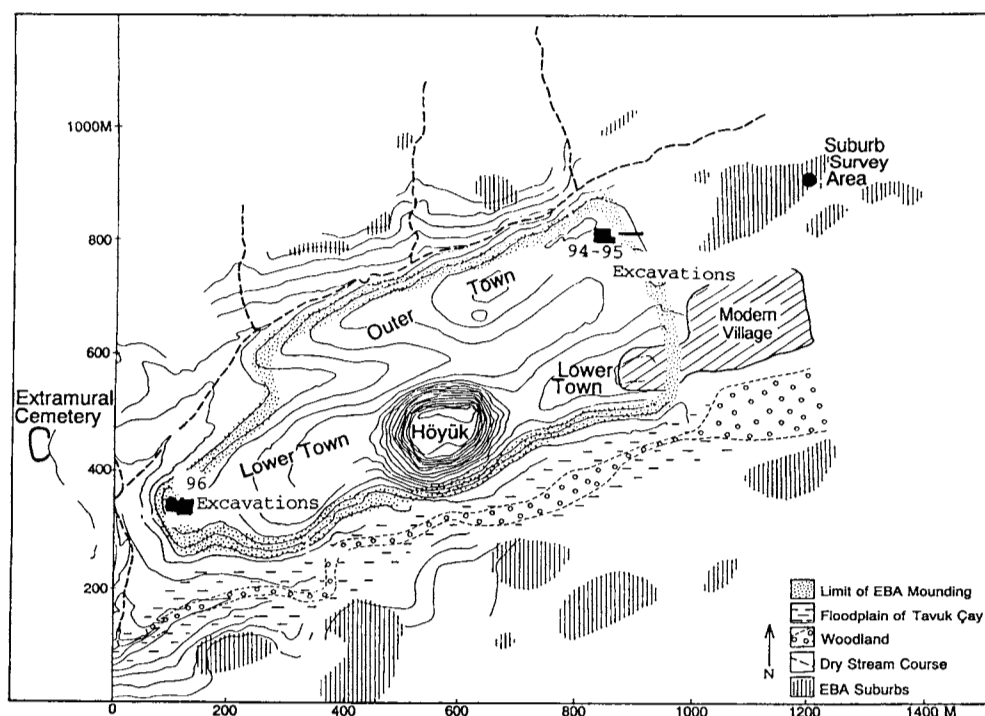 1000M
800
600
400
200
0
0
200
400
600
800
1000
1200
1400 M
Suburb
Survey
Area
94-95
Excavations
Town
Outer
Modern
Village
Lower
Town
Extramural
Cemetery
Höyük
Lower Town
96
Excavations
N
Limit of EBA Mounding
Floodplain of Tavuk Çay
Woodland
Dry Stream Course
EBA Suburbs